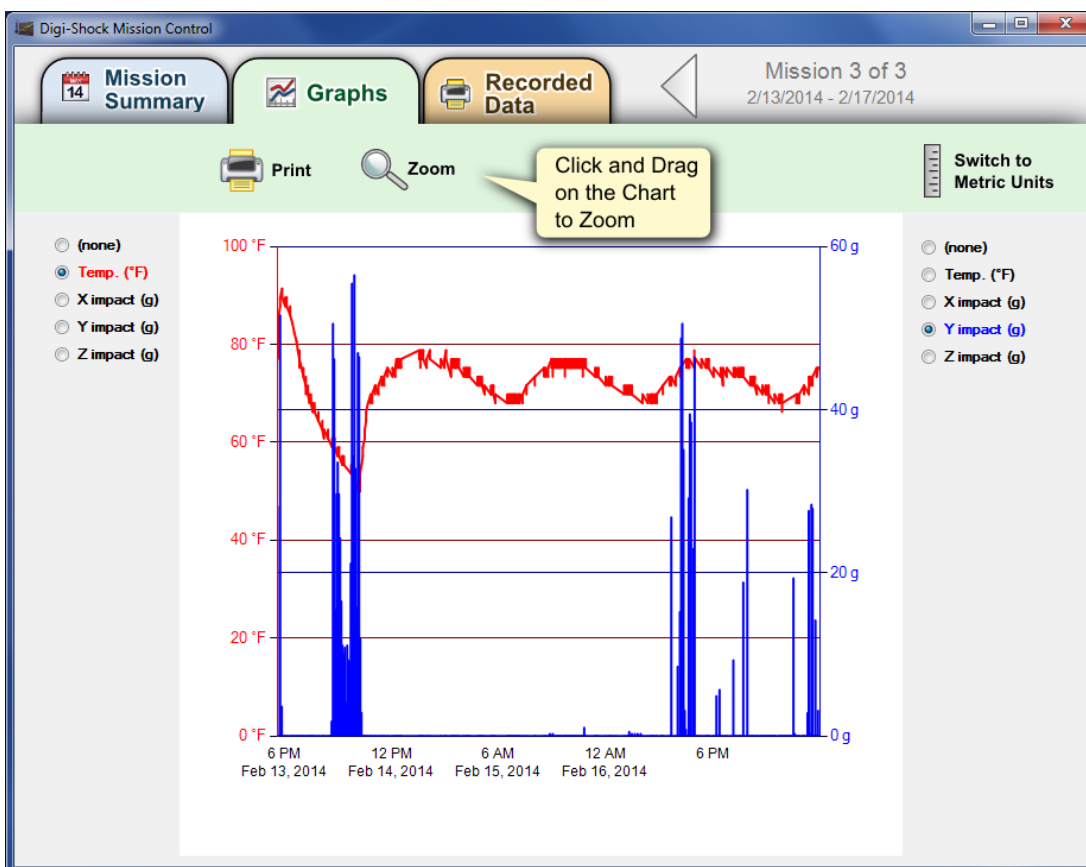 Digi-Shock Mission Control
Mission
Summary
MAY
14
Graphs
Recorded
Data
Mission 3 of 3
2/13/2014 - 2/17/2014
Print
Zoom
Click and Drag
on the Chart
to Zoom
Switch to
Metric Units
(none)
Temp. (°F)
X impact (g)
Y impact (g)
Z impact (g)
100 °F
80 °F
60 °F
40 °F
20 °F
0 °F
60 g
40 g
20 g
0 g
(none)
Temp. (°F)
X impact (g)
Y impact (g)
Z impact (g)
6 PM
Feb 13, 2014
12 PM
Feb 14, 2014
6 AM
Feb 15, 2014
12 AM
Feb 16, 2014
6 PM